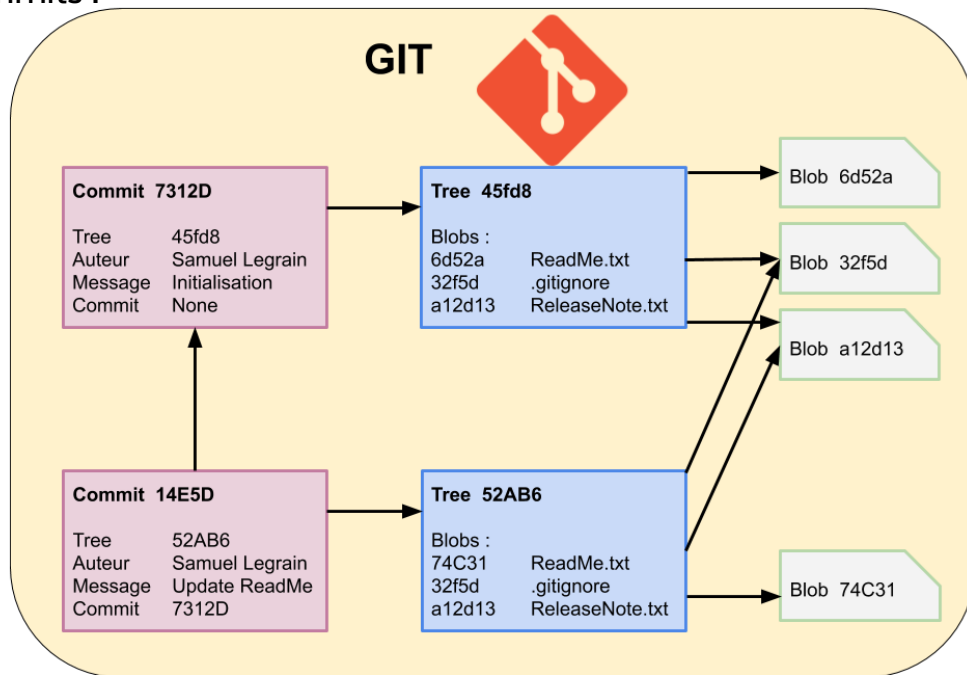 GIT
Commit 7312D
Tree 45fd8
Auteur Samuel Legrain
Message Initialisation
Commit None
Tree 45fd8
Blobs :
6d52a ReadMe.txt
32f5d .gitignore
a12d13 ReleaseNote.txt
Blob 6d52a
Blob 32f5d
Blob a12d13
Commit 14E5D
Tree 52AB6
Auteur Samuel Legrain
Message Update ReadMe
Commit 7312D
Tree 52AB6
Blobs :
74C31 ReadMe.txt
32f5d .gitignore
a12d13 ReleaseNote.txt
Blob 74C31